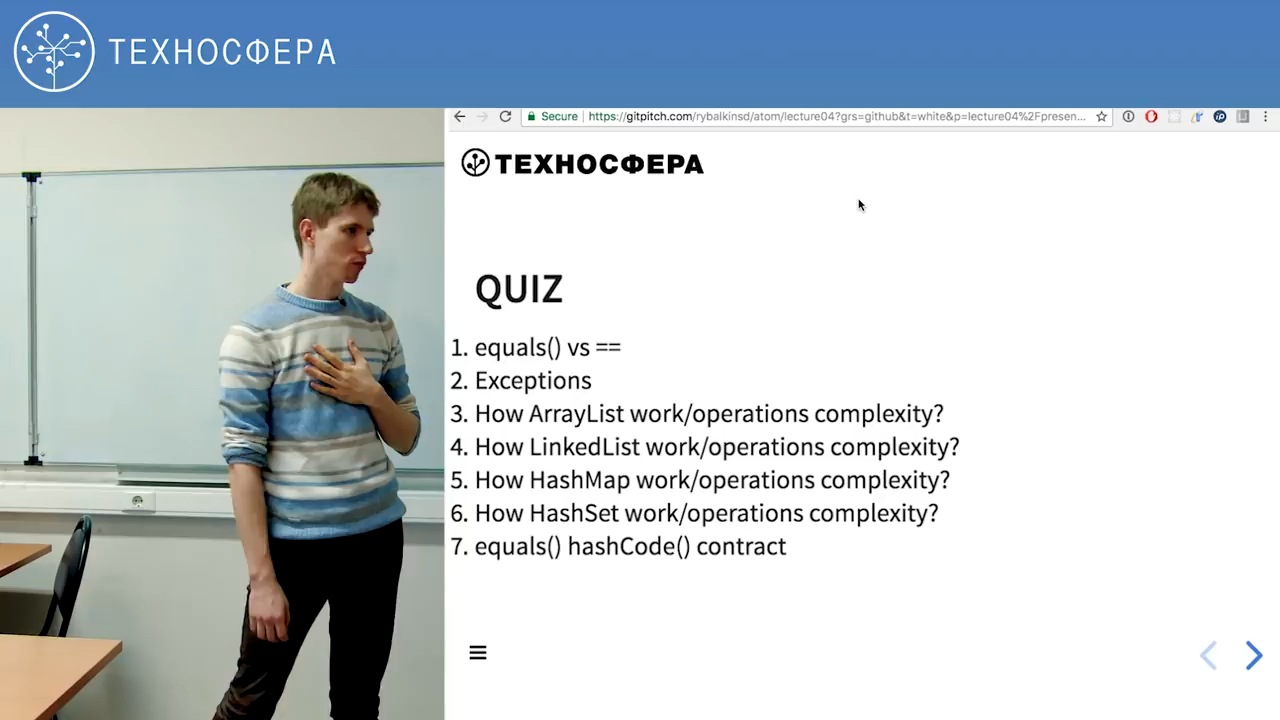 ТЕХНОСФЕРА
Secure
https://gitpitch.com/rybalkinsd/atom/lecture04?grs=github&t=white&p=lecture04%2Fpresen...
ТЕХНОСФЕРА
QUIZ
1. equals() vs ==
2. Exceptions
3. How ArrayList work/operations complexity?
4. How LinkedList work/operations complexity?
5. How HashMap work/operations complexity?
6. How HashSet work/operations complexity?
7. equals() hashCode() contract